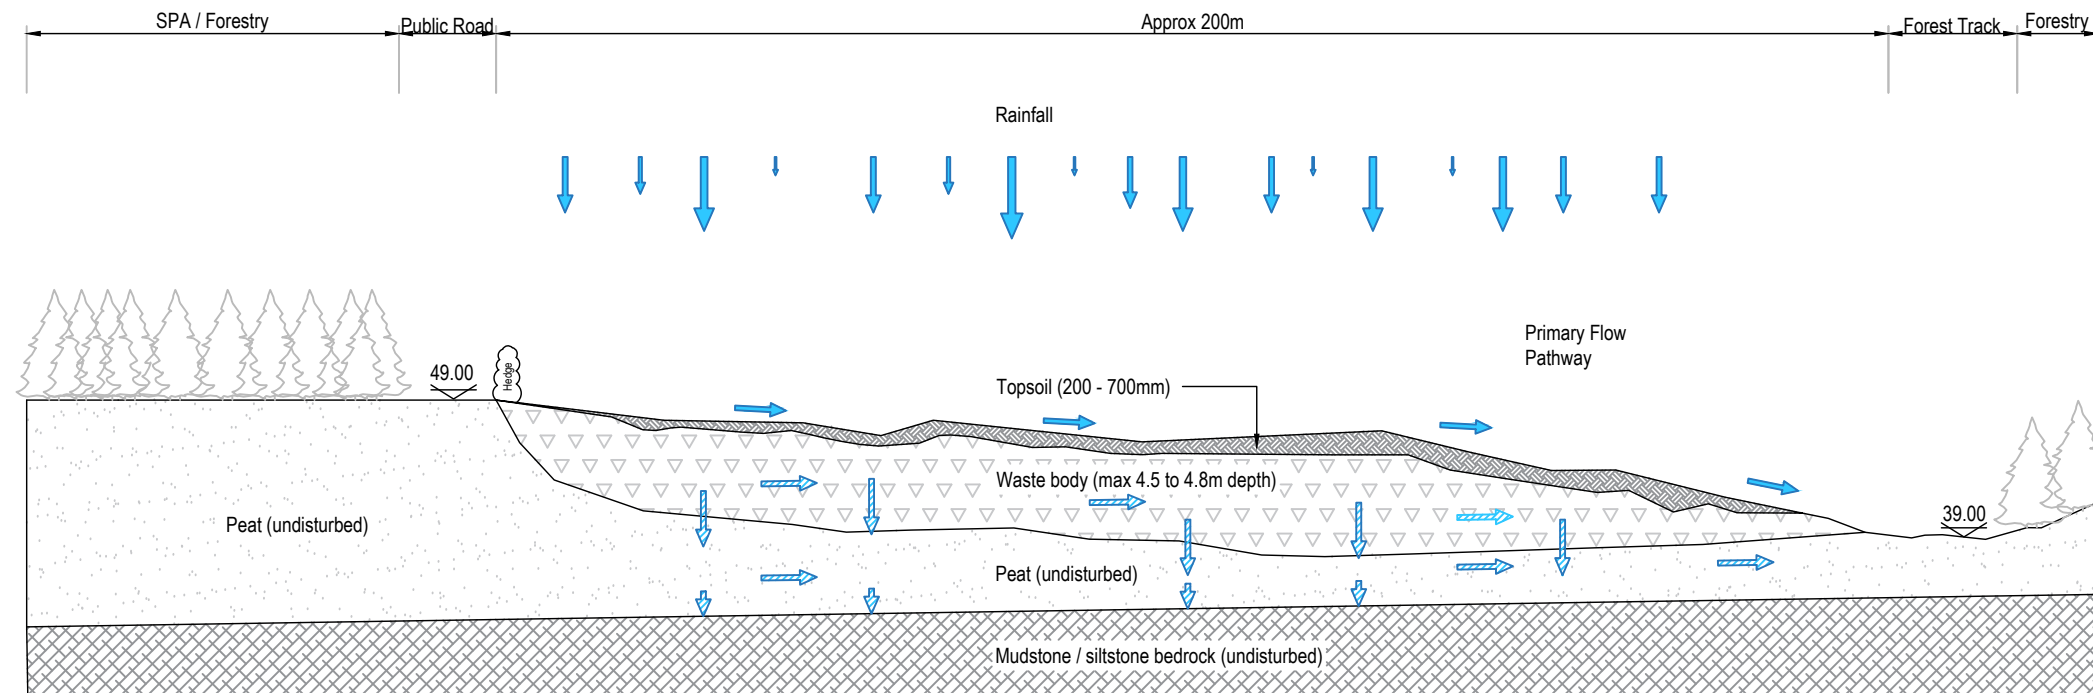 SPA / Forestry
Public Road
Approx 200m
Forest Track
Forestry
Rainfall
Primary Flow
Pathway
49.00
Hedge
Topsoil (200 - 700mm)
Waste body (max 4.5 to 4.8m depth)
39.00
Peat (undisturbed)
Peat (undisturbed)
Mudstone / siltstone bedrock (undisturbed)